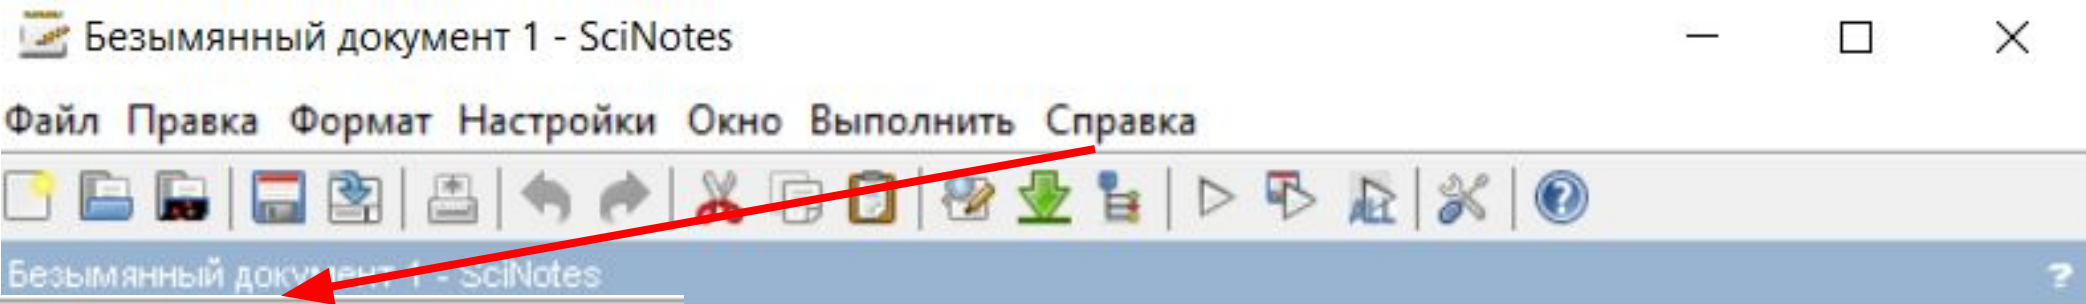 Безымянный документ 1 - SciNotes
Файл Правка Формат Настройки Окно Выполнить Справка
Безымянный документ 1 - SciNotes ?